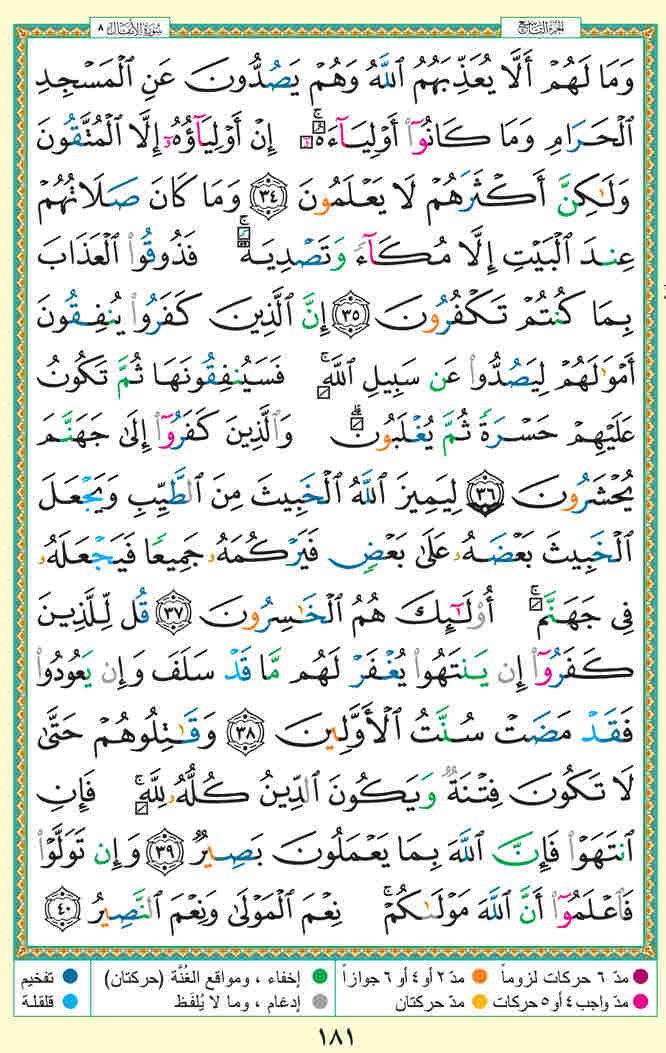 الجزء التاسع
سورة الأنفال ٨
وَمَا لَهُمْ أَلَّا يُعَذِّبَهُمُ ٱللَّهُ وَهُمْ يَصُدُّونَ عَنِ ٱلْمَسْجِدِ
ٱلْحَرَامِ وَمَا كَانُوٓا۟ أَوْلِيَآءَهُۥٓ ۚ إِنْ أَوْلِيَآؤُهُۥٓ إِلَّا ٱلْمُتَّقُونَ
وَلَٰكِنَّ أَكْثَرَهُمْ لَا يَعْلَمُونَ ٣٤ وَمَا كَانَ صَلَاتُهُمْ
عِندَ ٱلْبَيْتِ إِلَّا مُكَآءً وَتَصْدِيَةً ۚ فَذُوقُوا۟ ٱلْعَذَابَ
بِمَا كُنتُمْ تَكْفُرُونَ ٣٥ إِنَّ ٱلَّذِينَ كَفَرُوا۟ يُنفِقُونَ
أَمْوَٰلَهُمْ لِيَصُدُّوا۟ عَن سَبِيلِ ٱللَّهِ ۚ فَسَيُنفِقُونَهَا ثُمَّ تَكُونُ
عَلَيْهِمْ حَسْرَةً ثُمَّ يُغْلَبُونَ ۗ وَٱلَّذِينَ كَفَرُوٓا۟ إِلَىٰ جَهَنَّمَ
يُحْشَرُونَ ٣٦ لِيَمِيزَ ٱللَّهُ ٱلْخَبِيثَ مِنَ ٱلطَّيِّبِ وَيَجْعَلَ
ٱلْخَبِيثَ بَعْضَهُۥ عَلَىٰ بَعْضٍ فَيَرْكُمَهُۥ جَمِيعًا فَيَجْعَلَهُۥ
فِى جَهَنَّمَ ۚ أُو۟لَٰٓئِكَ هُمُ ٱلْخَٰسِرُونَ ٣٧ قُل لِّلَّذِينَ
كَفَرُوٓا۟ إِن يَنتَهُوا۟ يُغْفَرْ لَهُم مَّا قَدْ سَلَفَ وَإِن يَعُودُوا۟
فَقَدْ مَضَتْ سُنَّتُ ٱلْأَوَّلِينَ ٣٨ وَقَٰتِلُوهُمْ حَتَّىٰ
لَا تَكُونَ فِتْنَةٌ وَيَكُونَ ٱلدِّينُ كُلُّهُۥ لِلَّهِ ۚ فَإِنِ
ٱنتَهَوْا۟ فَإِنَّ ٱللَّهَ بِمَا يَعْمَلُونَ بَصِيرٌ ٣٩ وَإِن تَوَلَّوْا۟
فَٱعْلَمُوٓا۟ أَنَّ ٱللَّهَ مَوْلَىٰكُمْ ۚ نِعْمَ ٱلْمَوْلَىٰ وَنِعْمَ ٱلنَّصِيرُ ٤٠
مدّ ٦ حركات لزوماً مدّ ٢ أو ٤ أو ٦ جوازاً إخفاء ، ومواقع الغُنَّة (حركتان) تفخيم
مدّ واجب ٤ أو ٥ حركات مدّ حركتان إدغام ، وما لا يُلفَظ قلقلة
١٨١